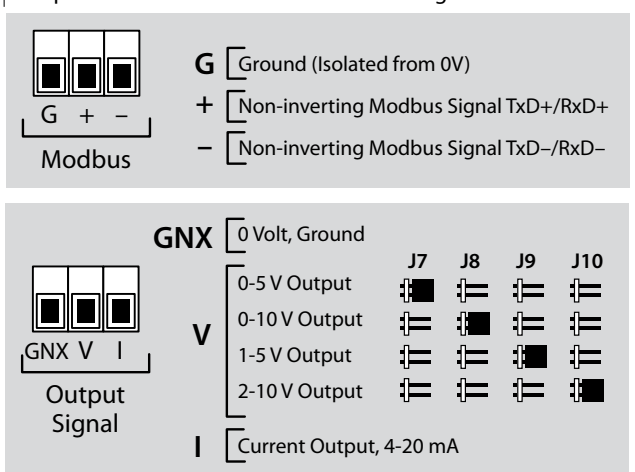 G Ground (Isolated from 0V)
+ Non-inverting Modbus Signal TxD+/RxD+
– Non-inverting Modbus Signal TxD–/RxD–
G + –
Modbus
GNX 0 Volt, Ground
J7 J8 J9 J10
V
0-5 V Output
0-10 V Output
1-5 V Output
2-10 V Output
GNX V I
Output
Signal
I Current Output, 4-20 mA